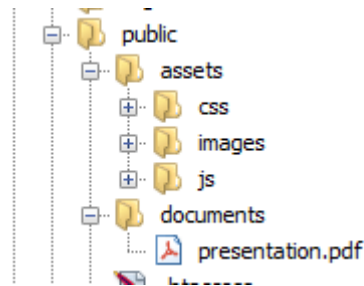 public
assets
css
images
js
documents
presentation.pdf